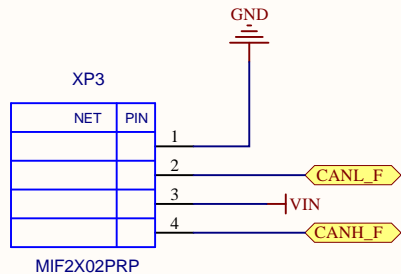 GND
XP3
NET PIN
1
2 CANL_F
3 VIN
4 CANH_F
MIF2X02PRP